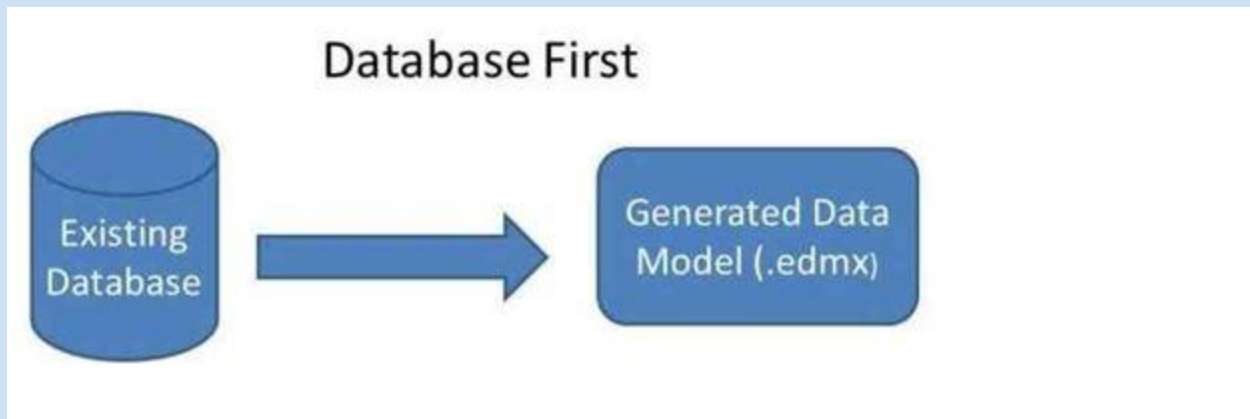 Database First
Existing
Database
Generated Data
Model (.edmx)